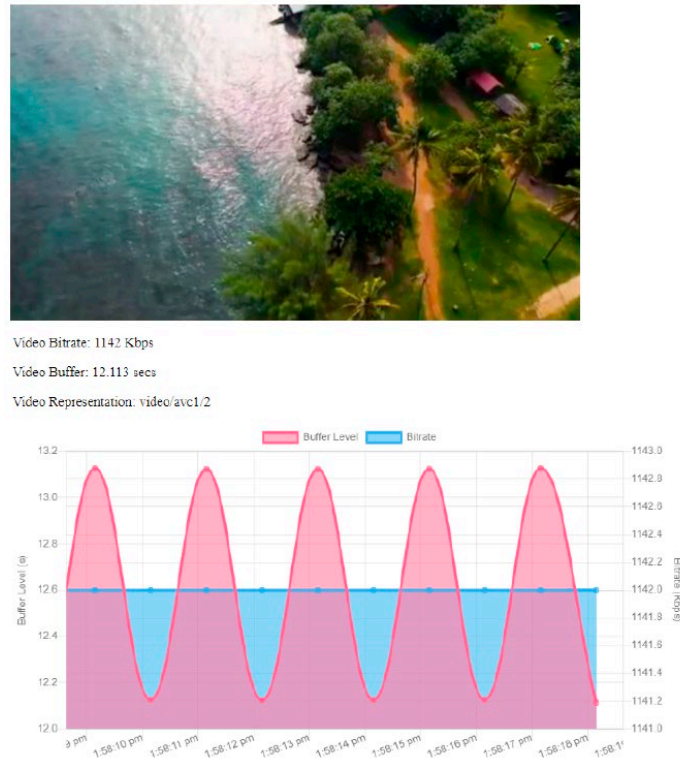 Video Bitrate: 1142 Kbps
Video Buffer: 12.113 secs
Video Representation: video/avc1/2
Buffer Level Bitrate
13.2
13.0
12.8
12.6
12.4
12.2
12.0
Buffer Level (s)
1143.0
1142.8
1142.6
1142.4
1142.2
1142.0
1141.8
1141.6
1141.4
1141.2
1141.0
Bitrate (Kbps)
9 pm 1:58:10 pm 1:58:11 pm 1:58:12 pm 1:58:13 pm 1:58:14 pm 1:58:15 pm 1:58:16 pm 1:58:17 pm 1:58:18 pm